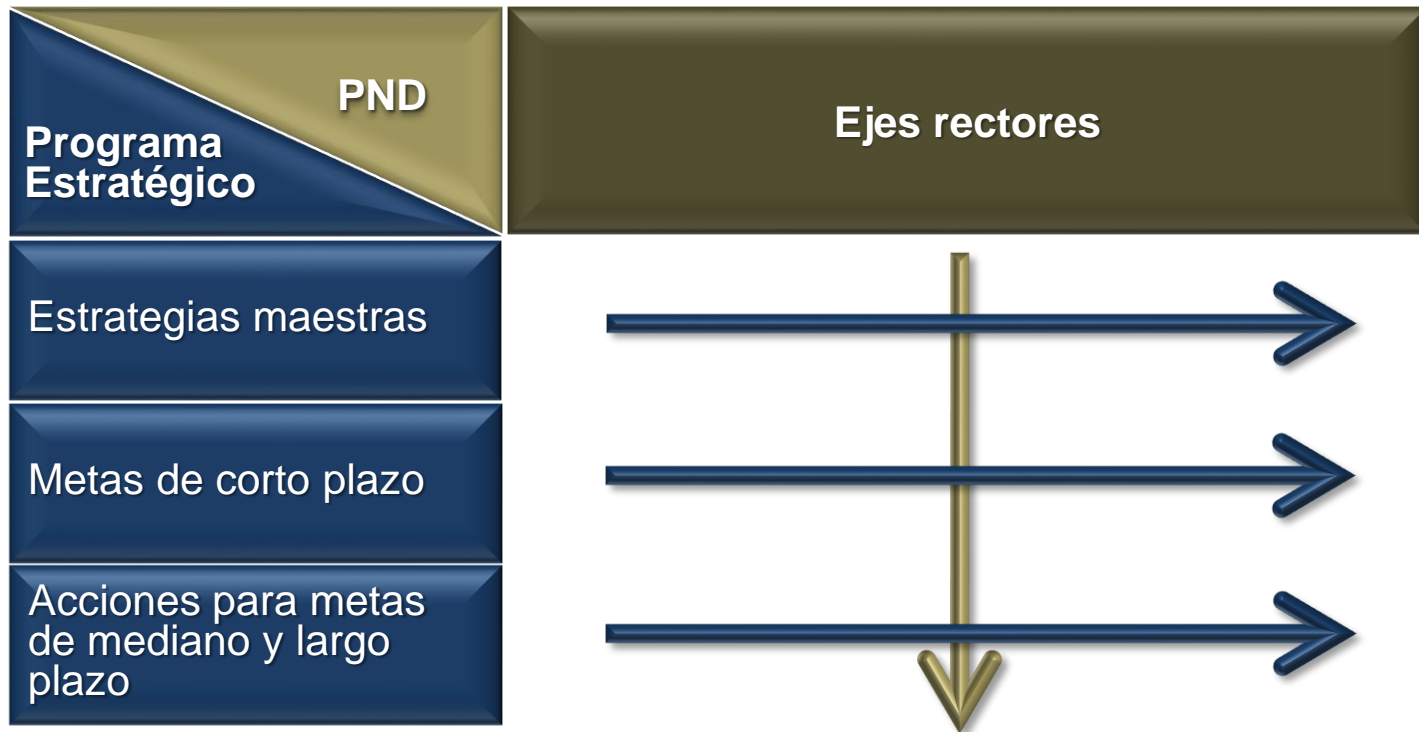 PND
Programa
Estratégico
Ejes rectores
Estrategias maestras
Metas de corto plazo
Acciones para metas
de mediano y largo
plazo